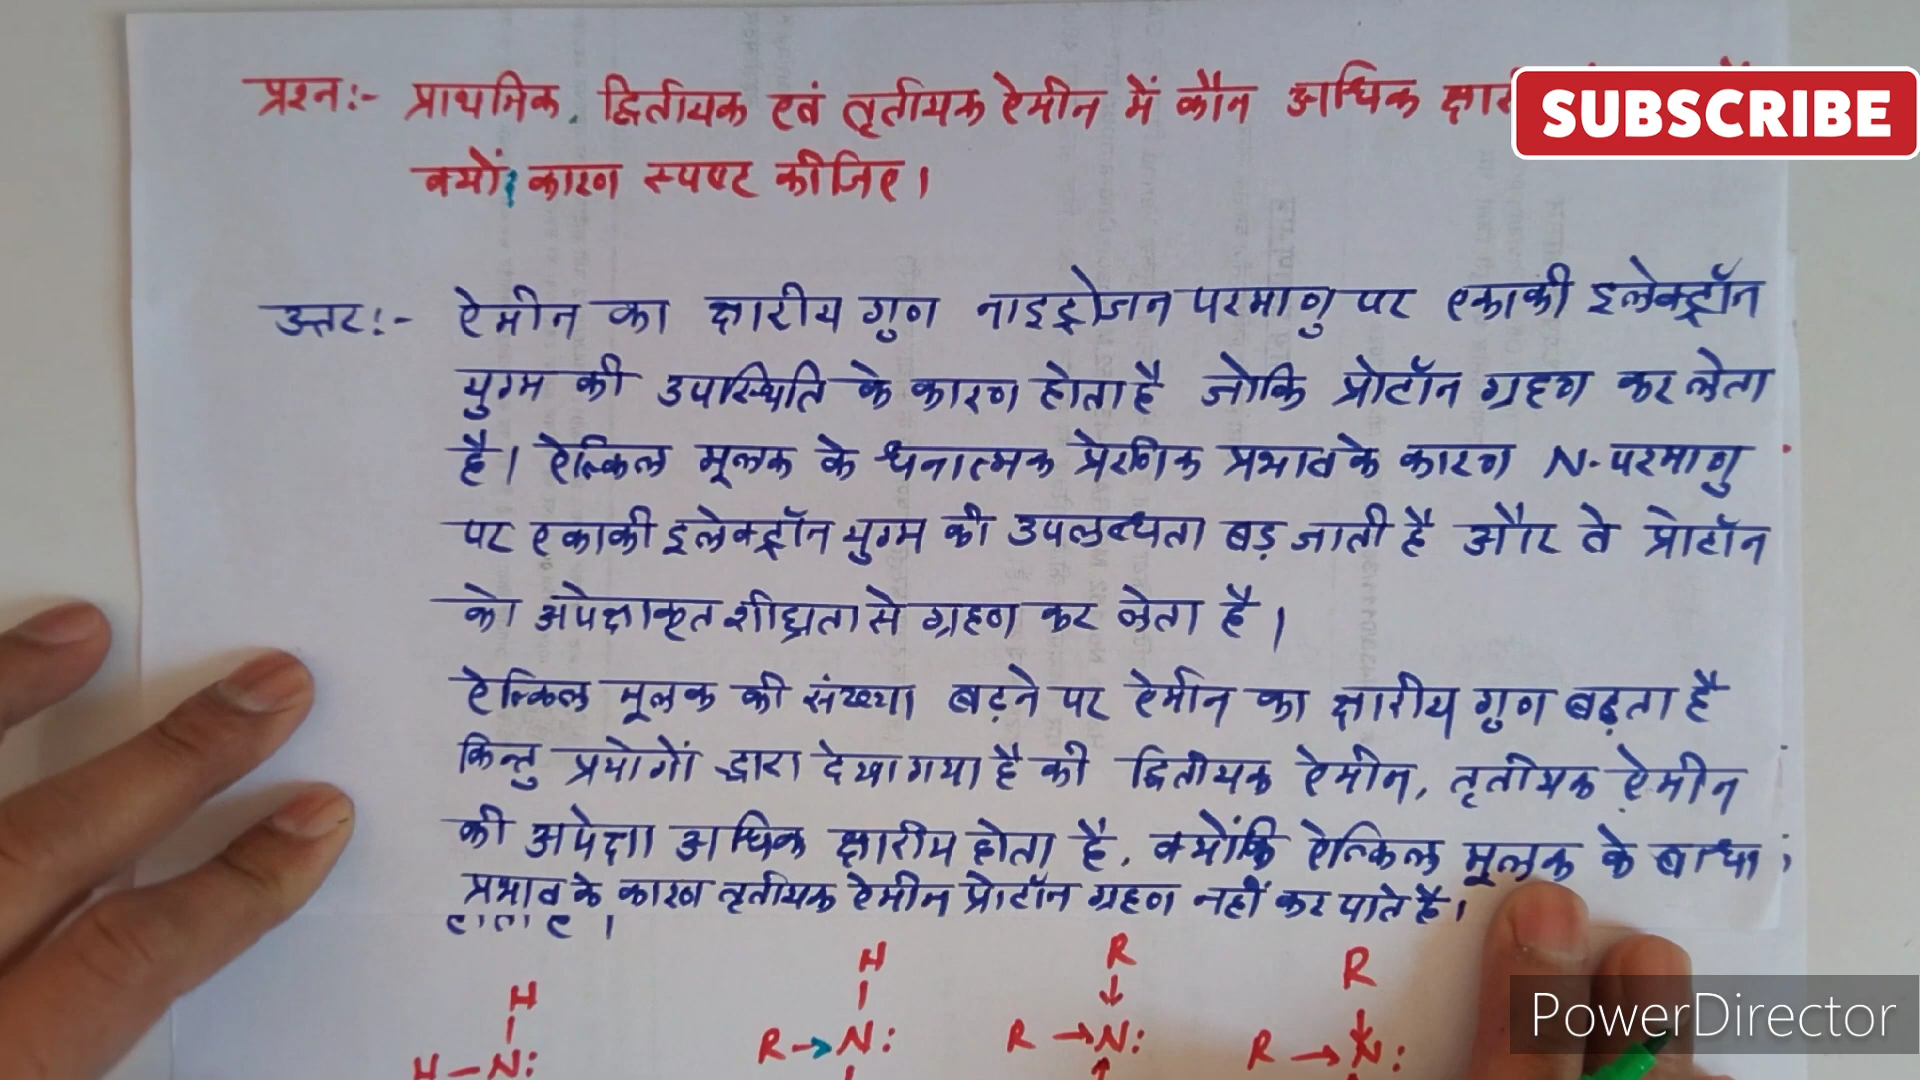 प्रश्न:- प्राथमिक, द्वितीयक एवं तृतीयक ऐमीन में कौन अधिक
SUBSCRIBE
क्यों, कारण स्पष्ट कीजिए।
उत्तर:- ऐमीन का क्षारीय गुण नाइट्रोजन परमाणु पर एकाकी इलेक्ट्रॉन
युग्म की उपस्थिति के कारण होता है जोकि प्रोटॉन ग्रहण कर लेता
है। ऐल्किल मूलक के धनात्मक प्रेरणिक प्रभाव के कारण N-परमाणु
पर एकाकी इलेक्ट्रॉन युग्म की उपलब्धता बड़ जाती है और वे प्रोटॉन
को अपेक्षाकृत शीघ्रता से ग्रहण कर लेता है।
ऐल्किल मूलक की संख्या बढ़ने पर ऐमीन का क्षारीय गुण बढ़ता है
किन्तु प्रयोगों द्वारा देखा गया है की द्वितीयक ऐमीन, तृतीयक ऐमीन
की अपेक्षा अधिक क्षारीय होता है, क्योंकि ऐल्किल मूलक के बाधा
प्रभाव के कारण तृतीयक ऐमीन प्रोटॉन ग्रहण नहीं कर पाते है।
H H R R
H-N: R→N: R→N: R→N:
PowerDirector